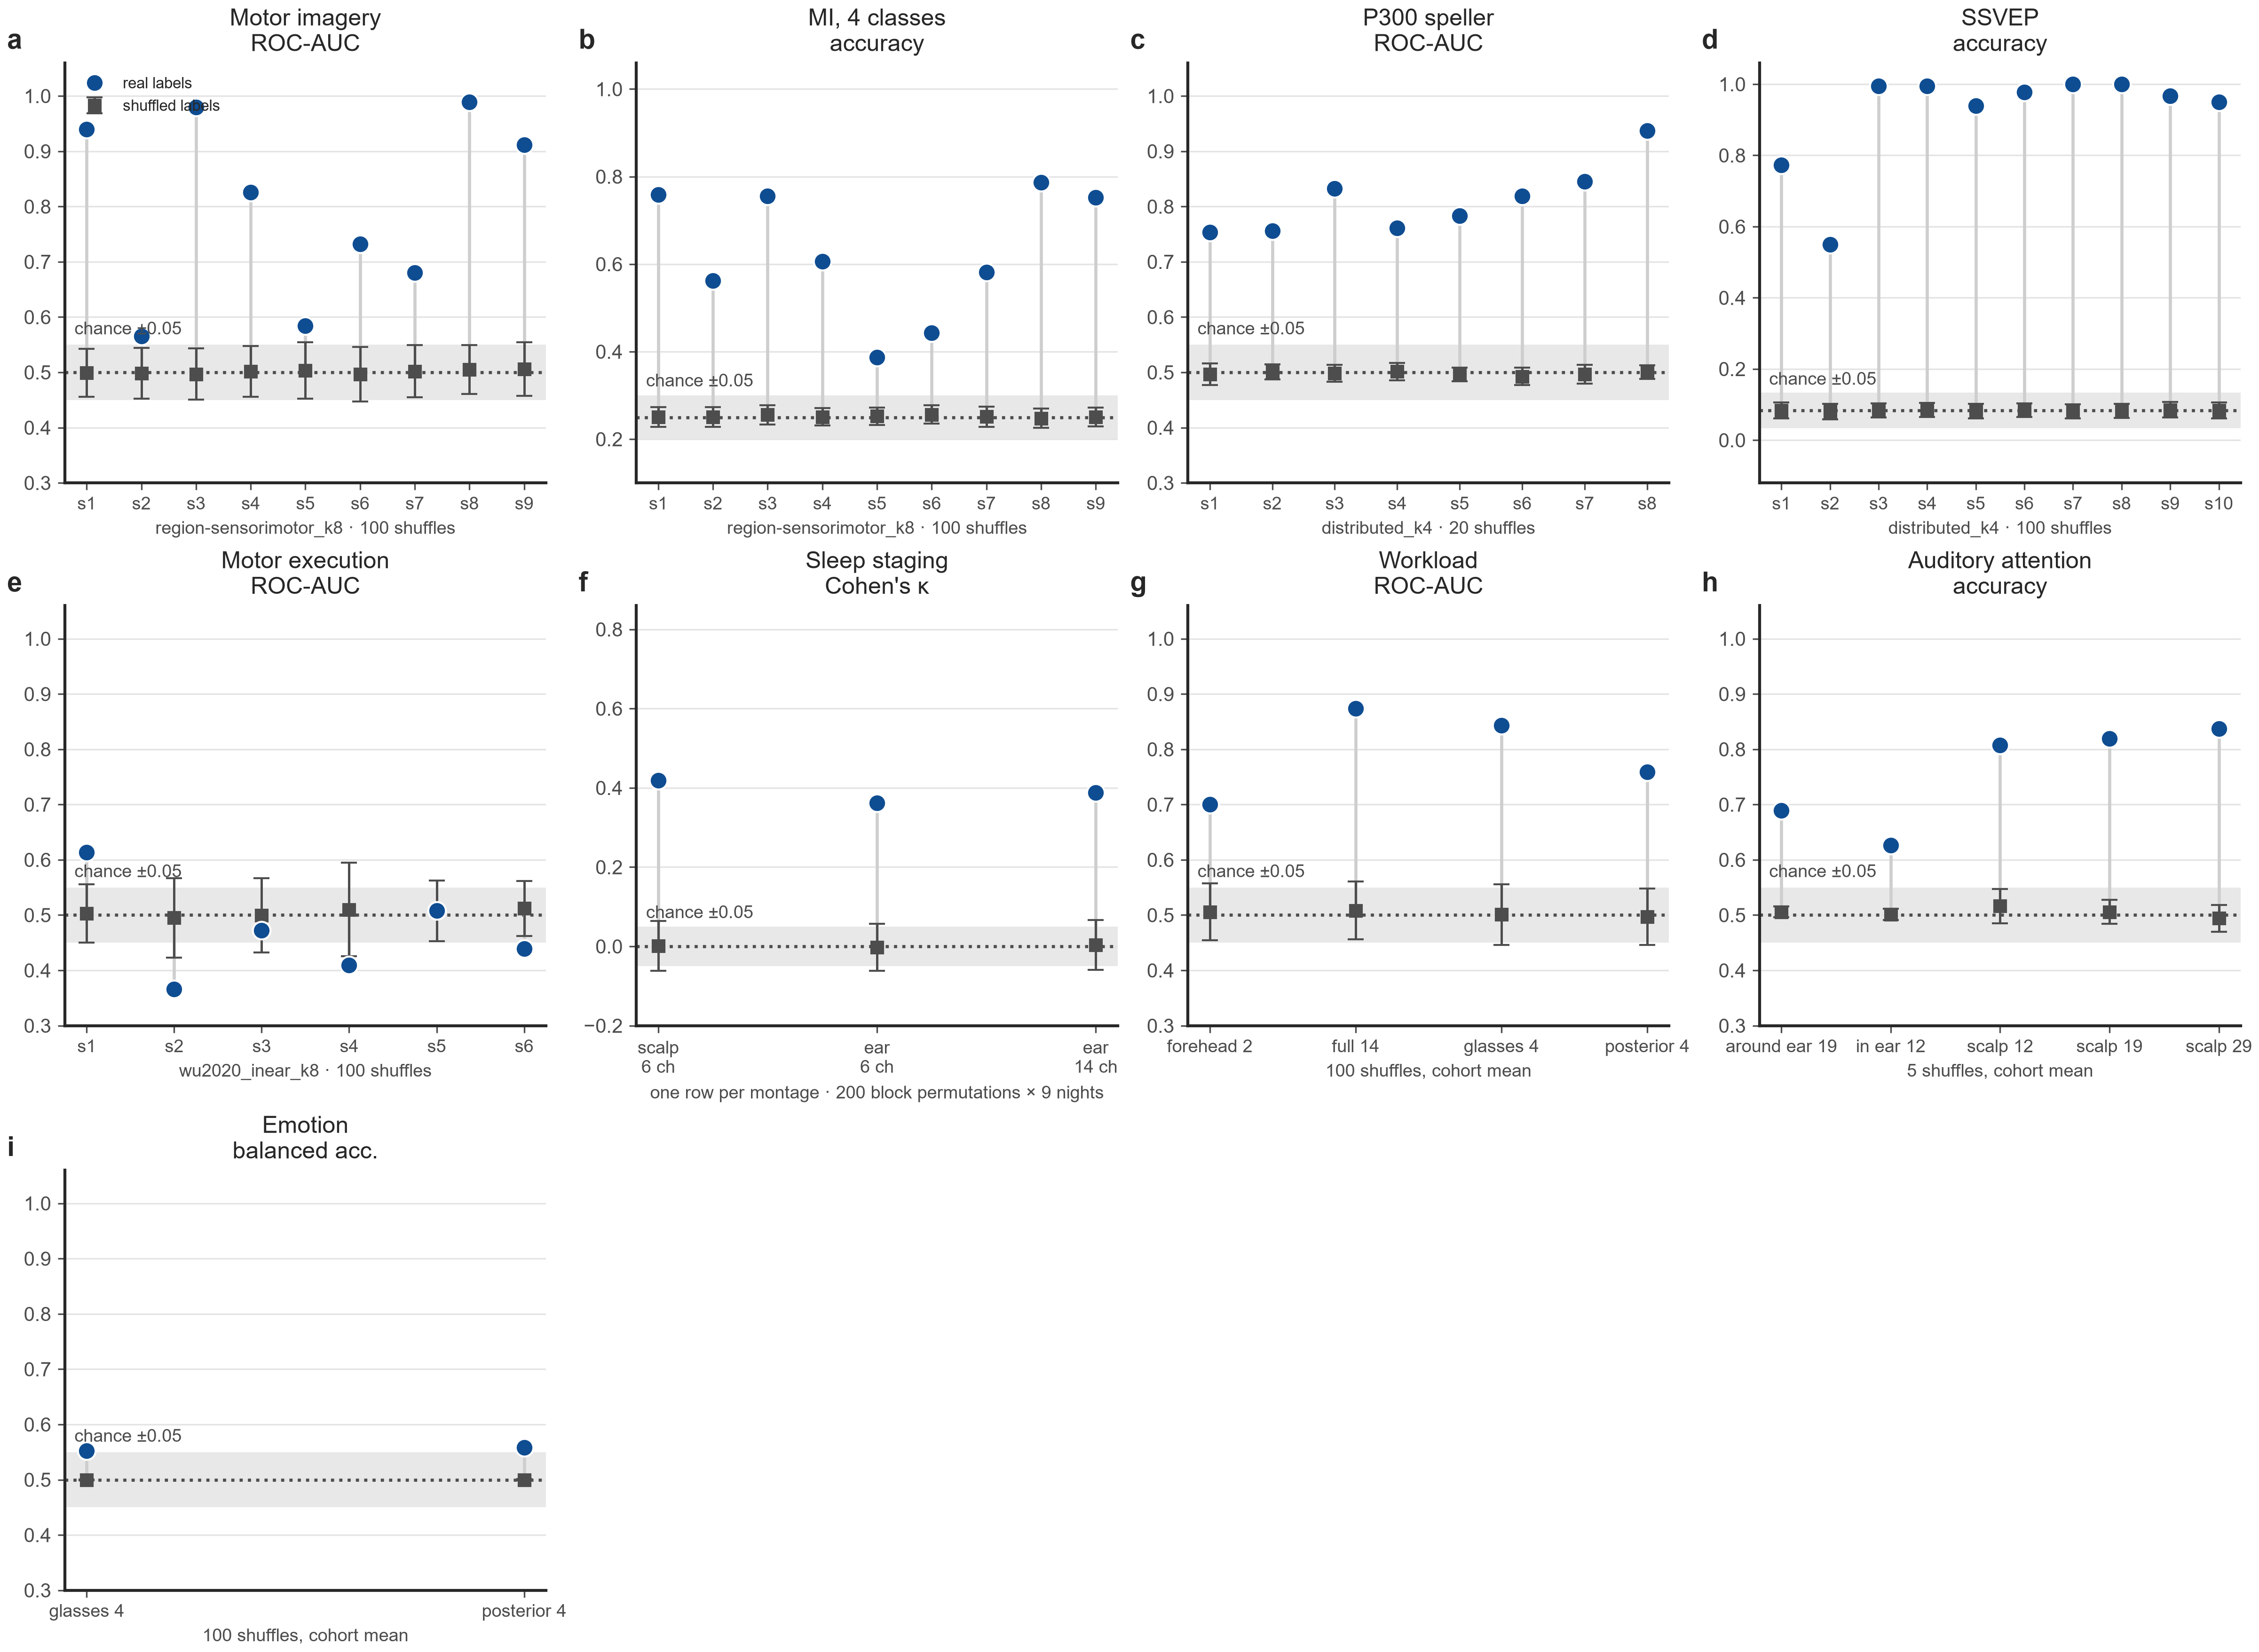 a
Motor imagery
ROC-AUC
real labels
shuffled labels
1.0
0.9
0.8
0.7
0.6
0.5
0.4
0.3
chance ±0.05
s1 s2 s3 s4 s5 s6 s7 s8 s9
region-sensorimotor_k8 · 100 shuffles
b
MI, 4 classes
accuracy
1.0
0.8
0.6
0.4
0.2
chance ±0.05
s1 s2 s3 s4 s5 s6 s7 s8 s9
region-sensorimotor_k8 · 100 shuffles
c
P300 speller
ROC-AUC
1.0
0.9
0.8
0.7
0.6
0.5
0.4
0.3
chance ±0.05
s1 s2 s3 s4 s5 s6 s7 s8
distributed_k4 · 20 shuffles
d
SSVEP
accuracy
1.0
0.8
0.6
0.4
0.2
0.0
chance ±0.05
s1 s2 s3 s4 s5 s6 s7 s8 s9 s10
distributed_k4 · 100 shuffles
e
Motor execution
ROC-AUC
1.0
0.9
0.8
0.7
0.6
0.5
0.4
0.3
chance ±0.05
s1 s2 s3 s4 s5 s6
wu2020_inear_k8 · 100 shuffles
f
Sleep staging
Cohen's κ
0.8
0.6
0.4
0.2
0.0
−0.2
chance ±0.05
scalp ear ear
6 ch 6 ch 14 ch
one row per montage · 200 block permutations × 9 nights
g
Workload
ROC-AUC
1.0
0.9
0.8
0.7
0.6
0.5
0.4
0.3
chance ±0.05
forehead 2 full 14 glasses 4 posterior 4
100 shuffles, cohort mean
h
Auditory attention
accuracy
1.0
0.9
0.8
0.7
0.6
0.5
0.4
0.3
chance ±0.05
around ear 19 in ear 12 scalp 12 scalp 19 scalp 29
5 shuffles, cohort mean
i
Emotion
balanced acc.
1.0
0.9
0.8
0.7
0.6
0.5
0.4
0.3
chance ±0.05
glasses 4 posterior 4
100 shuffles, cohort mean